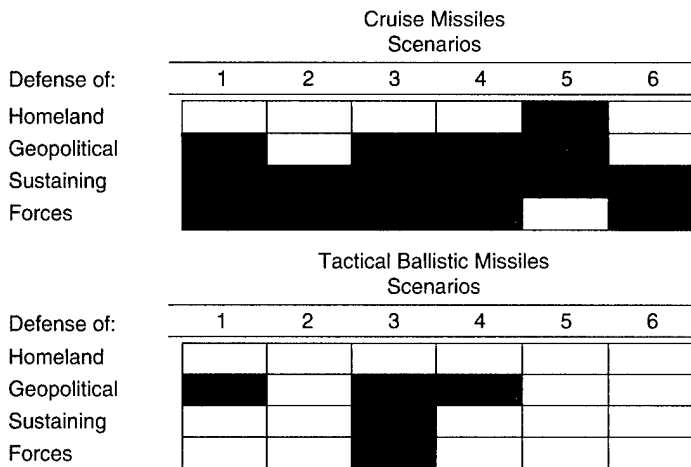 Cruise Missiles
Scenarios
Defense of: 1 2 3 4 5 6
Homeland
Geopolitical
Sustaining
Forces
Tactical Ballistic Missiles
Scenarios
Defense of: 1 2 3 4 5 6
Homeland
Geopolitical
Sustaining
Forces